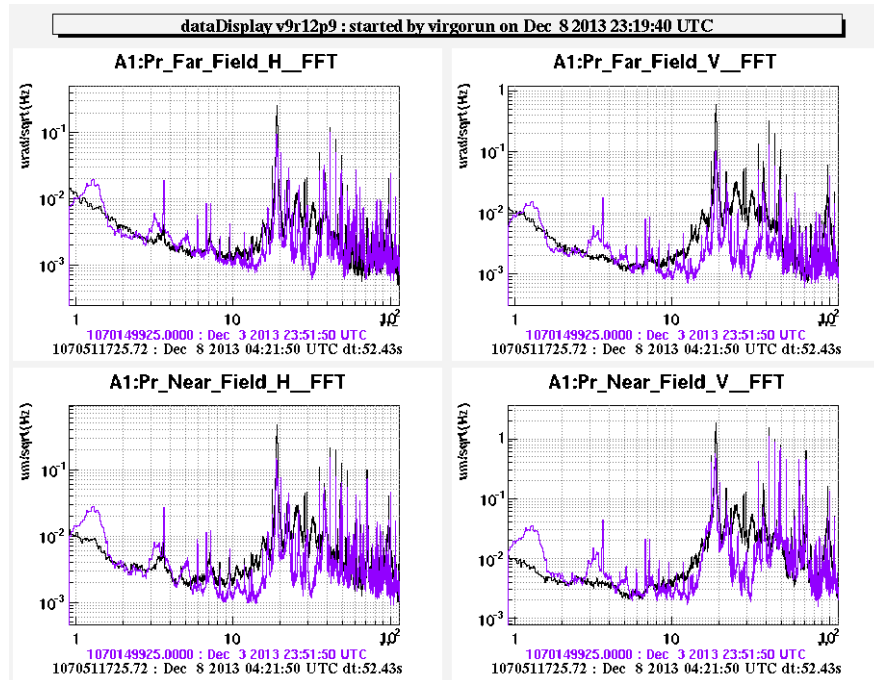 dataDisplay v9r12p9 : started by virgorun on Dec 8 2013 23:19:40 UTC
A1:Pr_Far_Field_H__FFT
urad/sqrt(Hz)
10-1
10-2
10-3
1
10
10²
1070149925.0000 : Dec 3 2013 23:51:50 UTC
1070511725.72 : Dec 8 2013 04:21:50 UTC dt:52.43s
A1:Pr_Far_Field_V__FFT
urad/sqrt(Hz)
1
10-1
10-2
10-3
1
10
10²
1070149925.0000 : Dec 3 2013 23:51:50 UTC
1070511725.72 : Dec 8 2013 04:21:50 UTC dt:52.43s
A1:Pr_Near_Field_H__FFT
um/sqrt(Hz)
10-1
10-2
10-3
1
10
10²
1070149925.0000 : Dec 3 2013 23:51:50 UTC
1070511725.72 : Dec 8 2013 04:21:50 UTC dt:52.43s
A1:Pr_Near_Field_V__FFT
um/sqrt(Hz)
1
10-1
10-2
10-3
1
10
10²
1070149925.0000 : Dec 3 2013 23:51:50 UTC
1070511725.72 : Dec 8 2013 04:21:50 UTC dt:52.43s